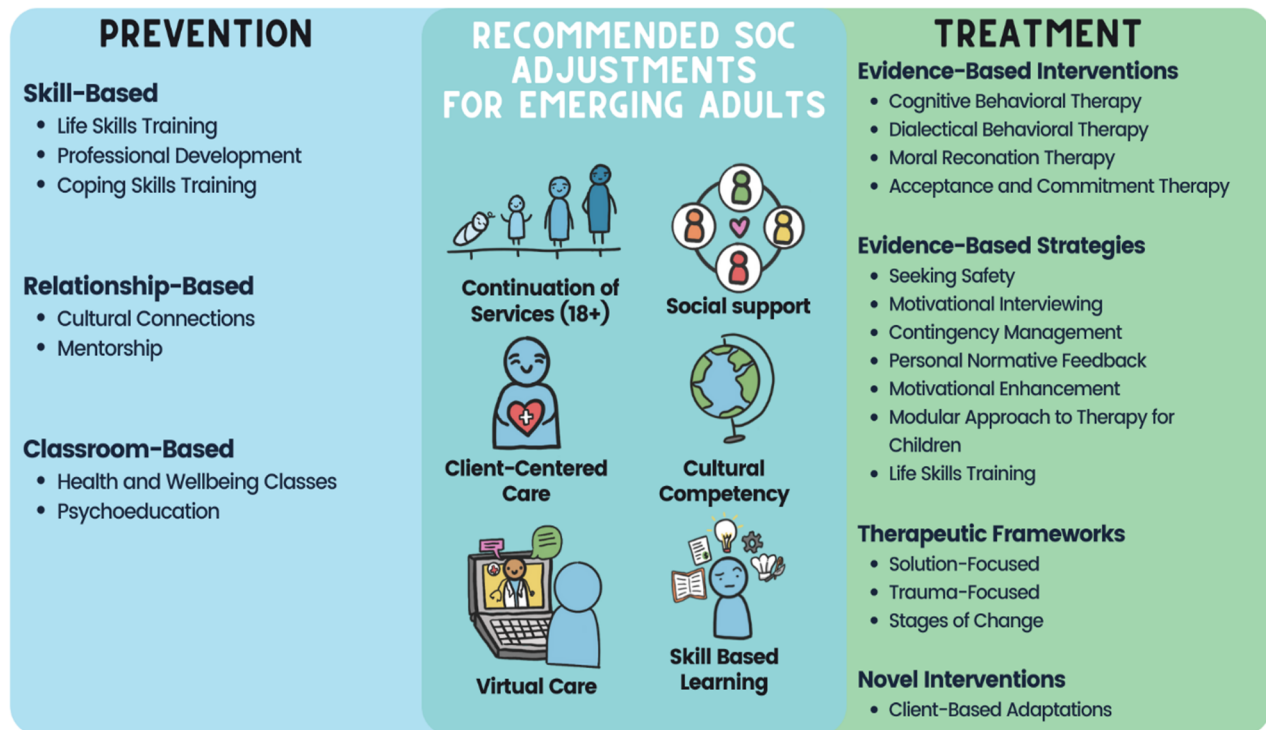 PREVENTION
Skill-Based
• Life Skills Training
• Professional Development
• Coping Skills Training
Relationship-Based
• Cultural Connections
• Mentorship
Classroom-Based
• Health and Wellbeing Classes
• Psychoeducation
RECOMMENDED SOC
ADJUSTMENTS
FOR EMERGING ADULTS
Continuation of
Services (18+)
Social support
Client-Centered
Care
Cultural
Competency
Virtual Care
Skill Based
Learning
TREATMENT
Evidence-Based Interventions
• Cognitive Behavioral Therapy
• Dialectical Behavioral Therapy
• Moral Reconation Therapy
• Acceptance and Commitment Therapy
Evidence-Based Strategies
• Seeking Safety
• Motivational Interviewing
• Contingency Management
• Personal Normative Feedback
• Motivational Enhancement
• Modular Approach to Therapy for
Children
• Life Skills Training
Therapeutic Frameworks
• Solution-Focused
• Trauma-Focused
• Stages of Change
Novel Interventions
• Client-Based Adaptations